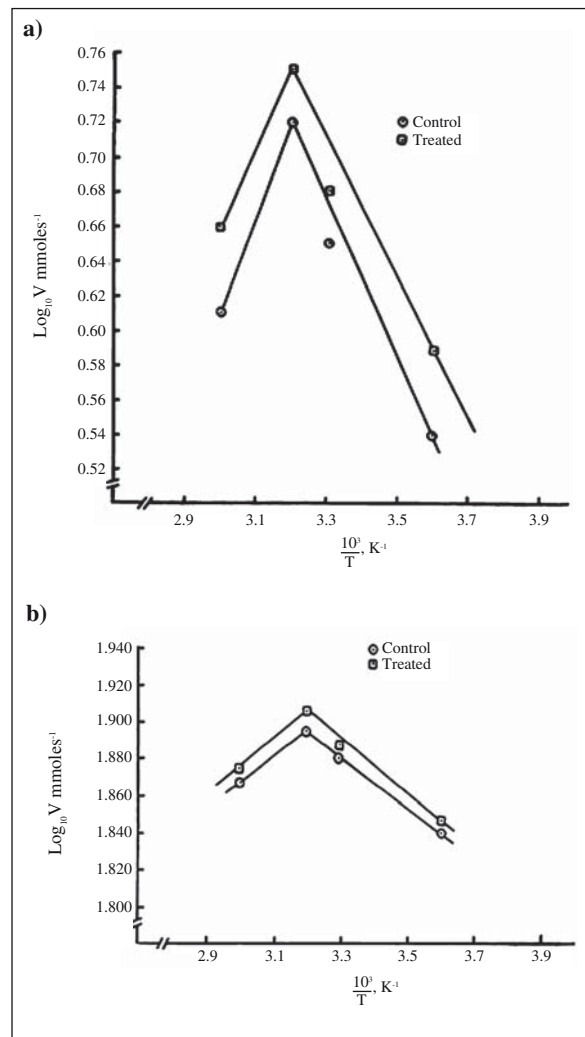 a)
0.76
0.74
0.72
0.70
0.68
0.66
0.64
0.62
0.60
0.58
0.56
0.54
0.52
Log₁₀ V mmoles⁻¹
Control
Treated
2.9 3.1 3.3 3.5 3.7 3.9
10³
T, K⁻¹
b)
1.940
1.920
1.900
1.880
1.860
1.840
1.820
1.800
Log₁₀ V mmoles⁻¹
Control
Treated
2.9 3.1 3.3 3.5 3.7 3.9
10³
T, K⁻¹